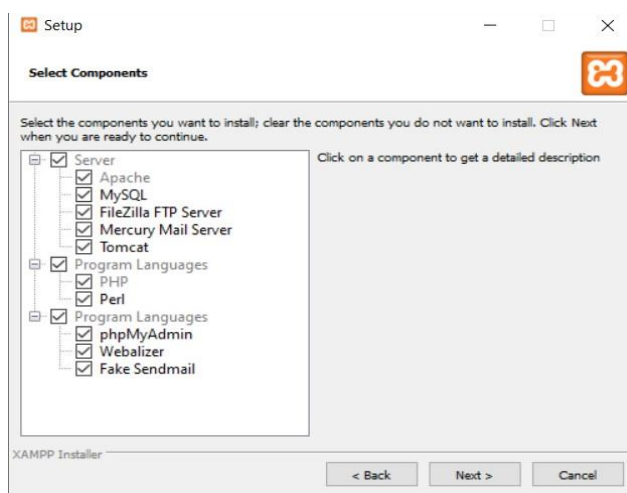 Setup
Select Components
Select the components you want to install; clear the components you do not want to install. Click Next
when you are ready to continue.
Server
Apache
MySQL
FileZilla FTP Server
Mercury Mail Server
Tomcat
Program Languages
PHP
Perl
Program Languages
phpMyAdmin
Webalizer
Fake Sendmail
Click on a component to get a detailed description
XAMPP Installer
< Back
Next >
Cancel